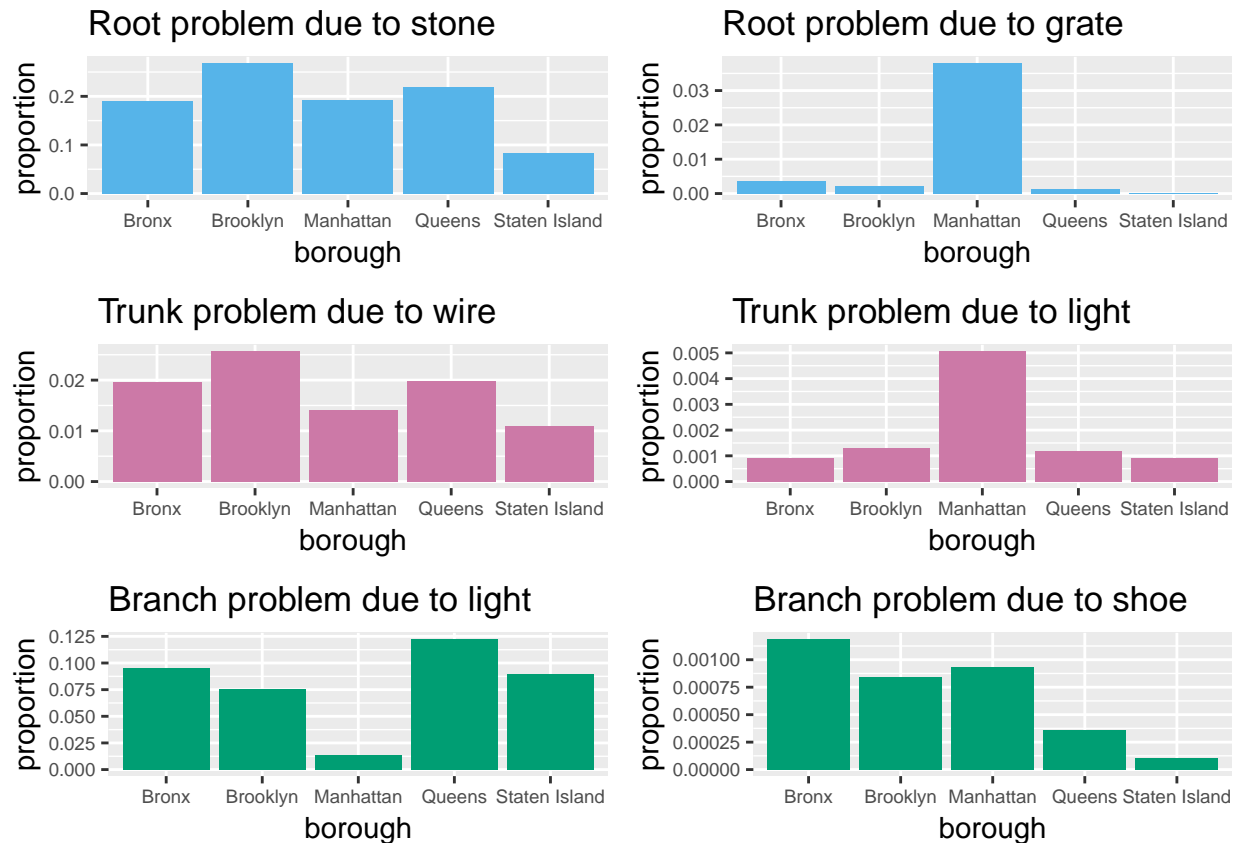 Root problem due to stone
proportion
0.2
0.1
0.0
Bronx Brooklyn Manhattan Queens Staten Island
borough
Root problem due to grate
proportion
0.03
0.02
0.01
0.00
Bronx Brooklyn Manhattan Queens Staten Island
borough
Trunk problem due to wire
proportion
0.02
0.01
0.00
Bronx Brooklyn Manhattan Queens Staten Island
borough
Trunk problem due to light
proportion
0.005
0.004
0.003
0.002
0.001
0.000
Bronx Brooklyn Manhattan Queens Staten Island
borough
Branch problem due to light
proportion
0.125
0.100
0.075
0.050
0.025
0.000
Bronx Brooklyn Manhattan Queens Staten Island
borough
Branch problem due to shoe
proportion
0.00100
0.00075
0.00050
0.00025
0.00000
Bronx Brooklyn Manhattan Queens Staten Island
borough